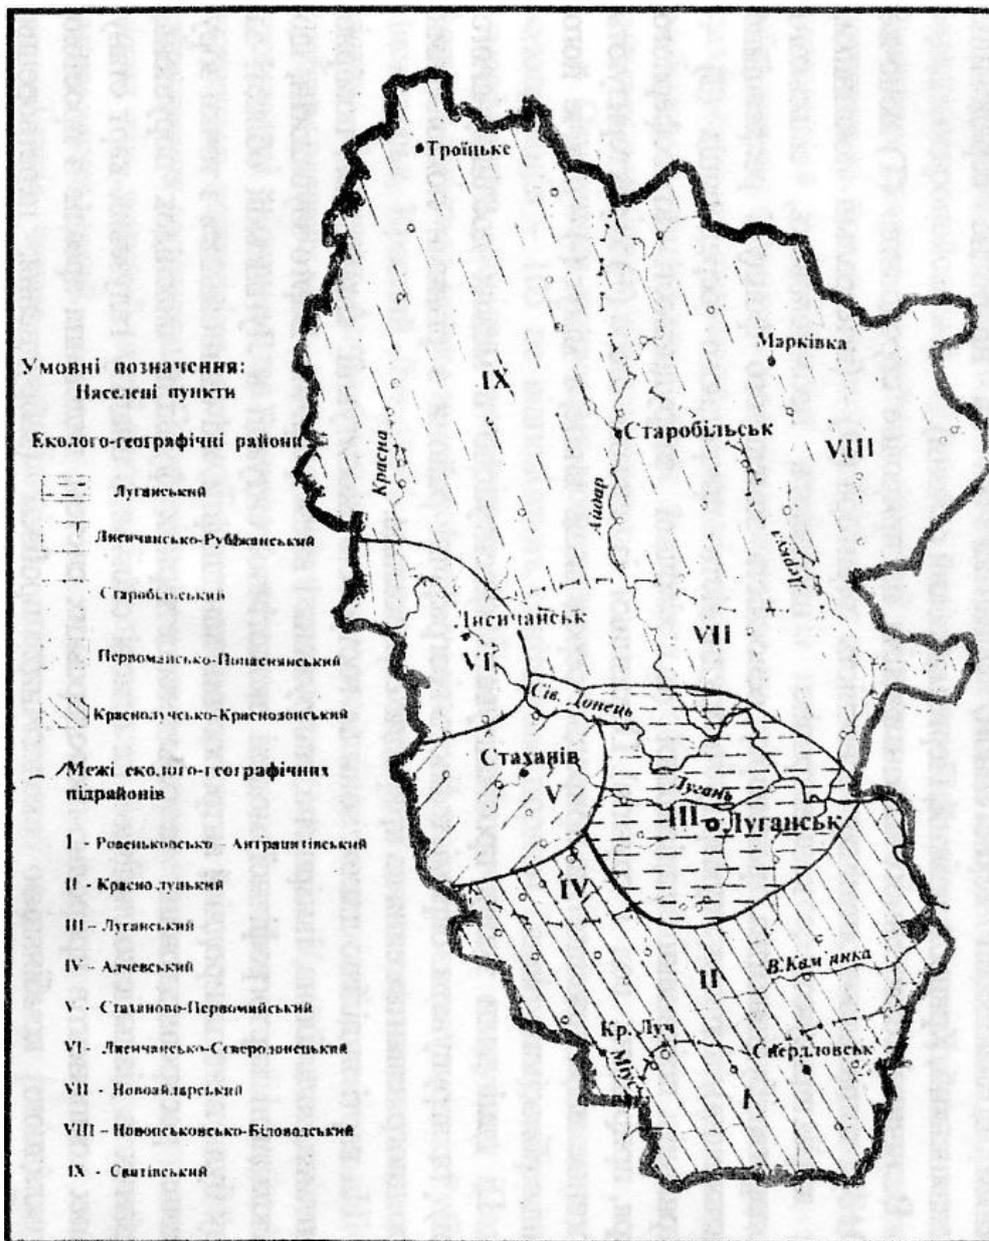 Троїцьке
Марківка
IX
Старобільськ
VIII
Красна
Айдар
Деркул
Лисичанськ
VI
VII
Сів. Донець
Стаханів
V
Лугань
III
Луганськ
IV
II
В.Кам'янка
Кр. Луч
Міус
Свердловськ
I
Умовні позначення:
Населені пункти
Еколого-географічні райони
Луганський
Лисичансько-Рубіжанський
Старобільський
Первомайсько-Попаснянський
Краснолучсько-Краснодонський
Межі еколого-географічних
підрайонів
I - Ровеньковсько – Антрацитівський
II - Краснолуцький
III – Луганський
IV – Алчевський
V - Стаханово-Первомайський
VI - Лисичансько-Сєвєродонецький
VII - Новоайдарський
VIII – Новопськовсько-Біловодський
IX - Сватівський